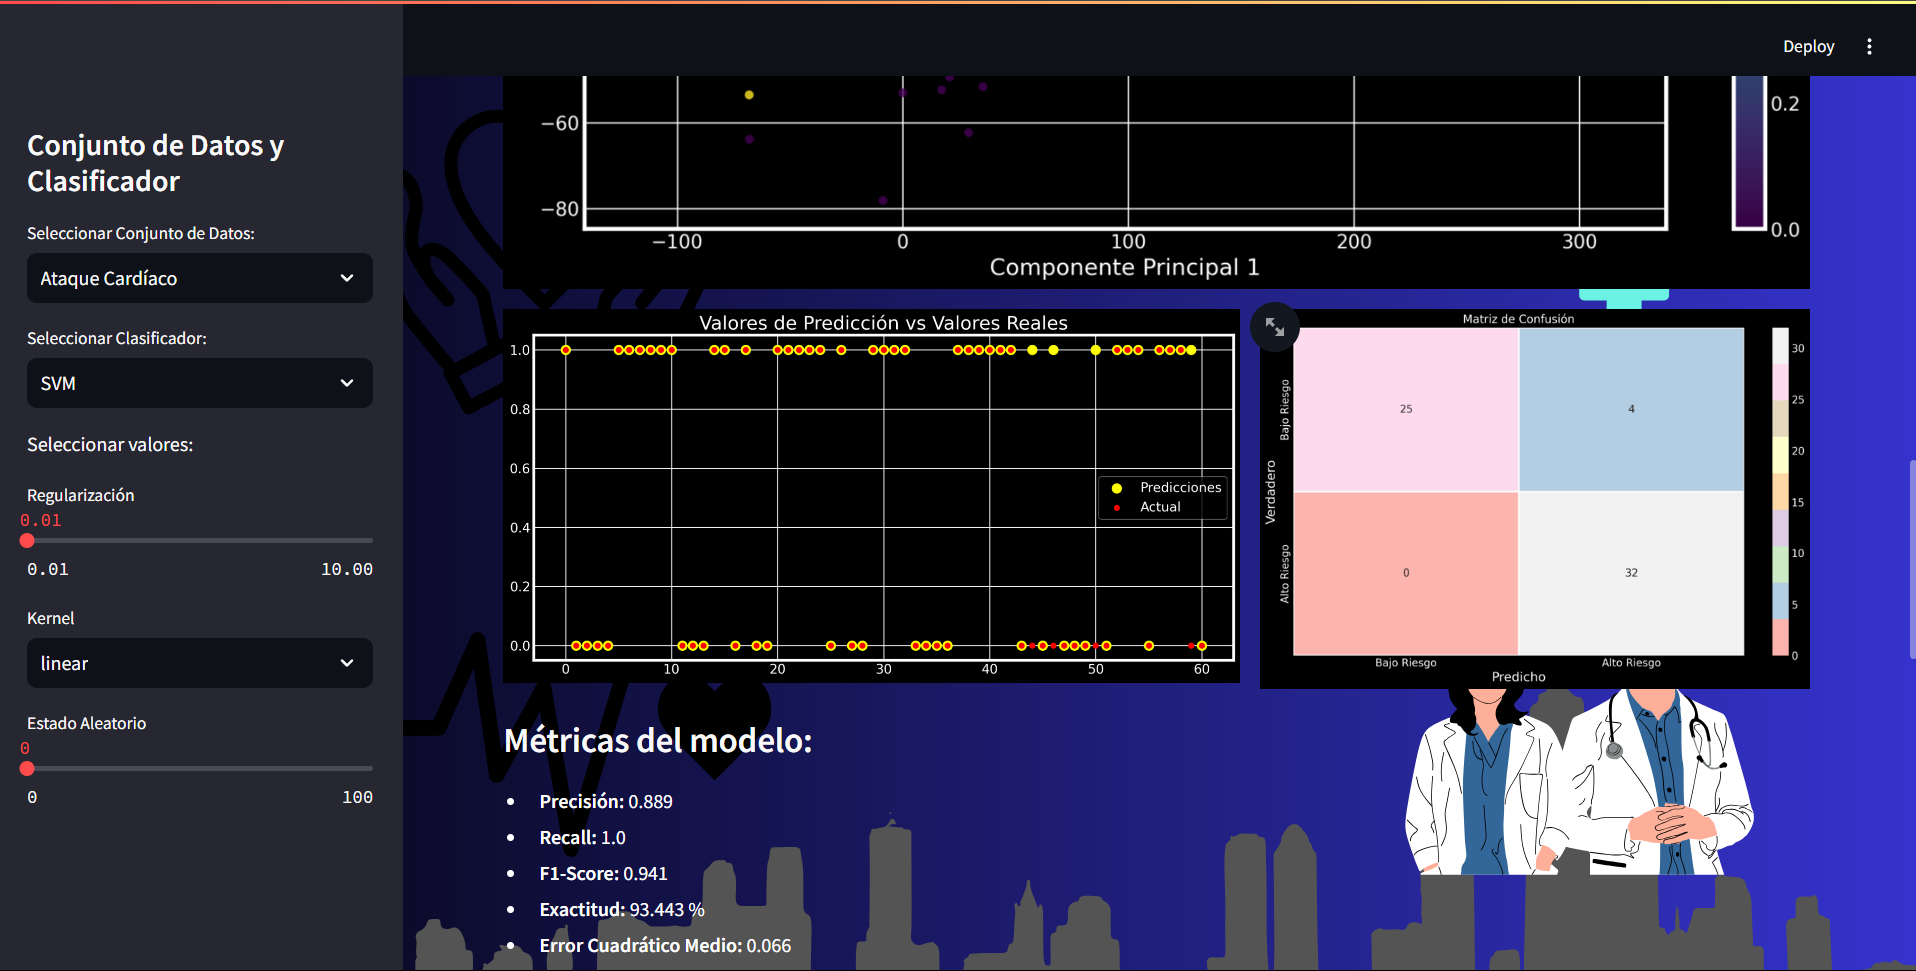 Deploy
Conjunto de Datos y
Clasificador
Seleccionar Conjunto de Datos:
Ataque Cardíaco
Seleccionar Clasificador:
SVM
Seleccionar valores:
Regularización
0.01
0.01 10.00
Kernel
linear
Estado Aleatorio
0
0 100
−60
−80
−100 0 100 200 300
Componente Principal 1
0.2
0.0
Valores de Predicción vs Valores Reales
1.0
0.8
0.6
0.4
0.2
0.0
0 10 20 30 40 50 60
Predicciones
Actual
Matriz de Confusión
Verdadero
Bajo Riesgo
Alto Riesgo
25 4
0 32
Bajo Riesgo Alto Riesgo
Predicho
30
25
20
15
10
5
0
Métricas del modelo:
• Precisión: 0.889
• Recall: 1.0
• F1-Score: 0.941
• Exactitud: 93.443 %
• Error Cuadrático Medio: 0.066